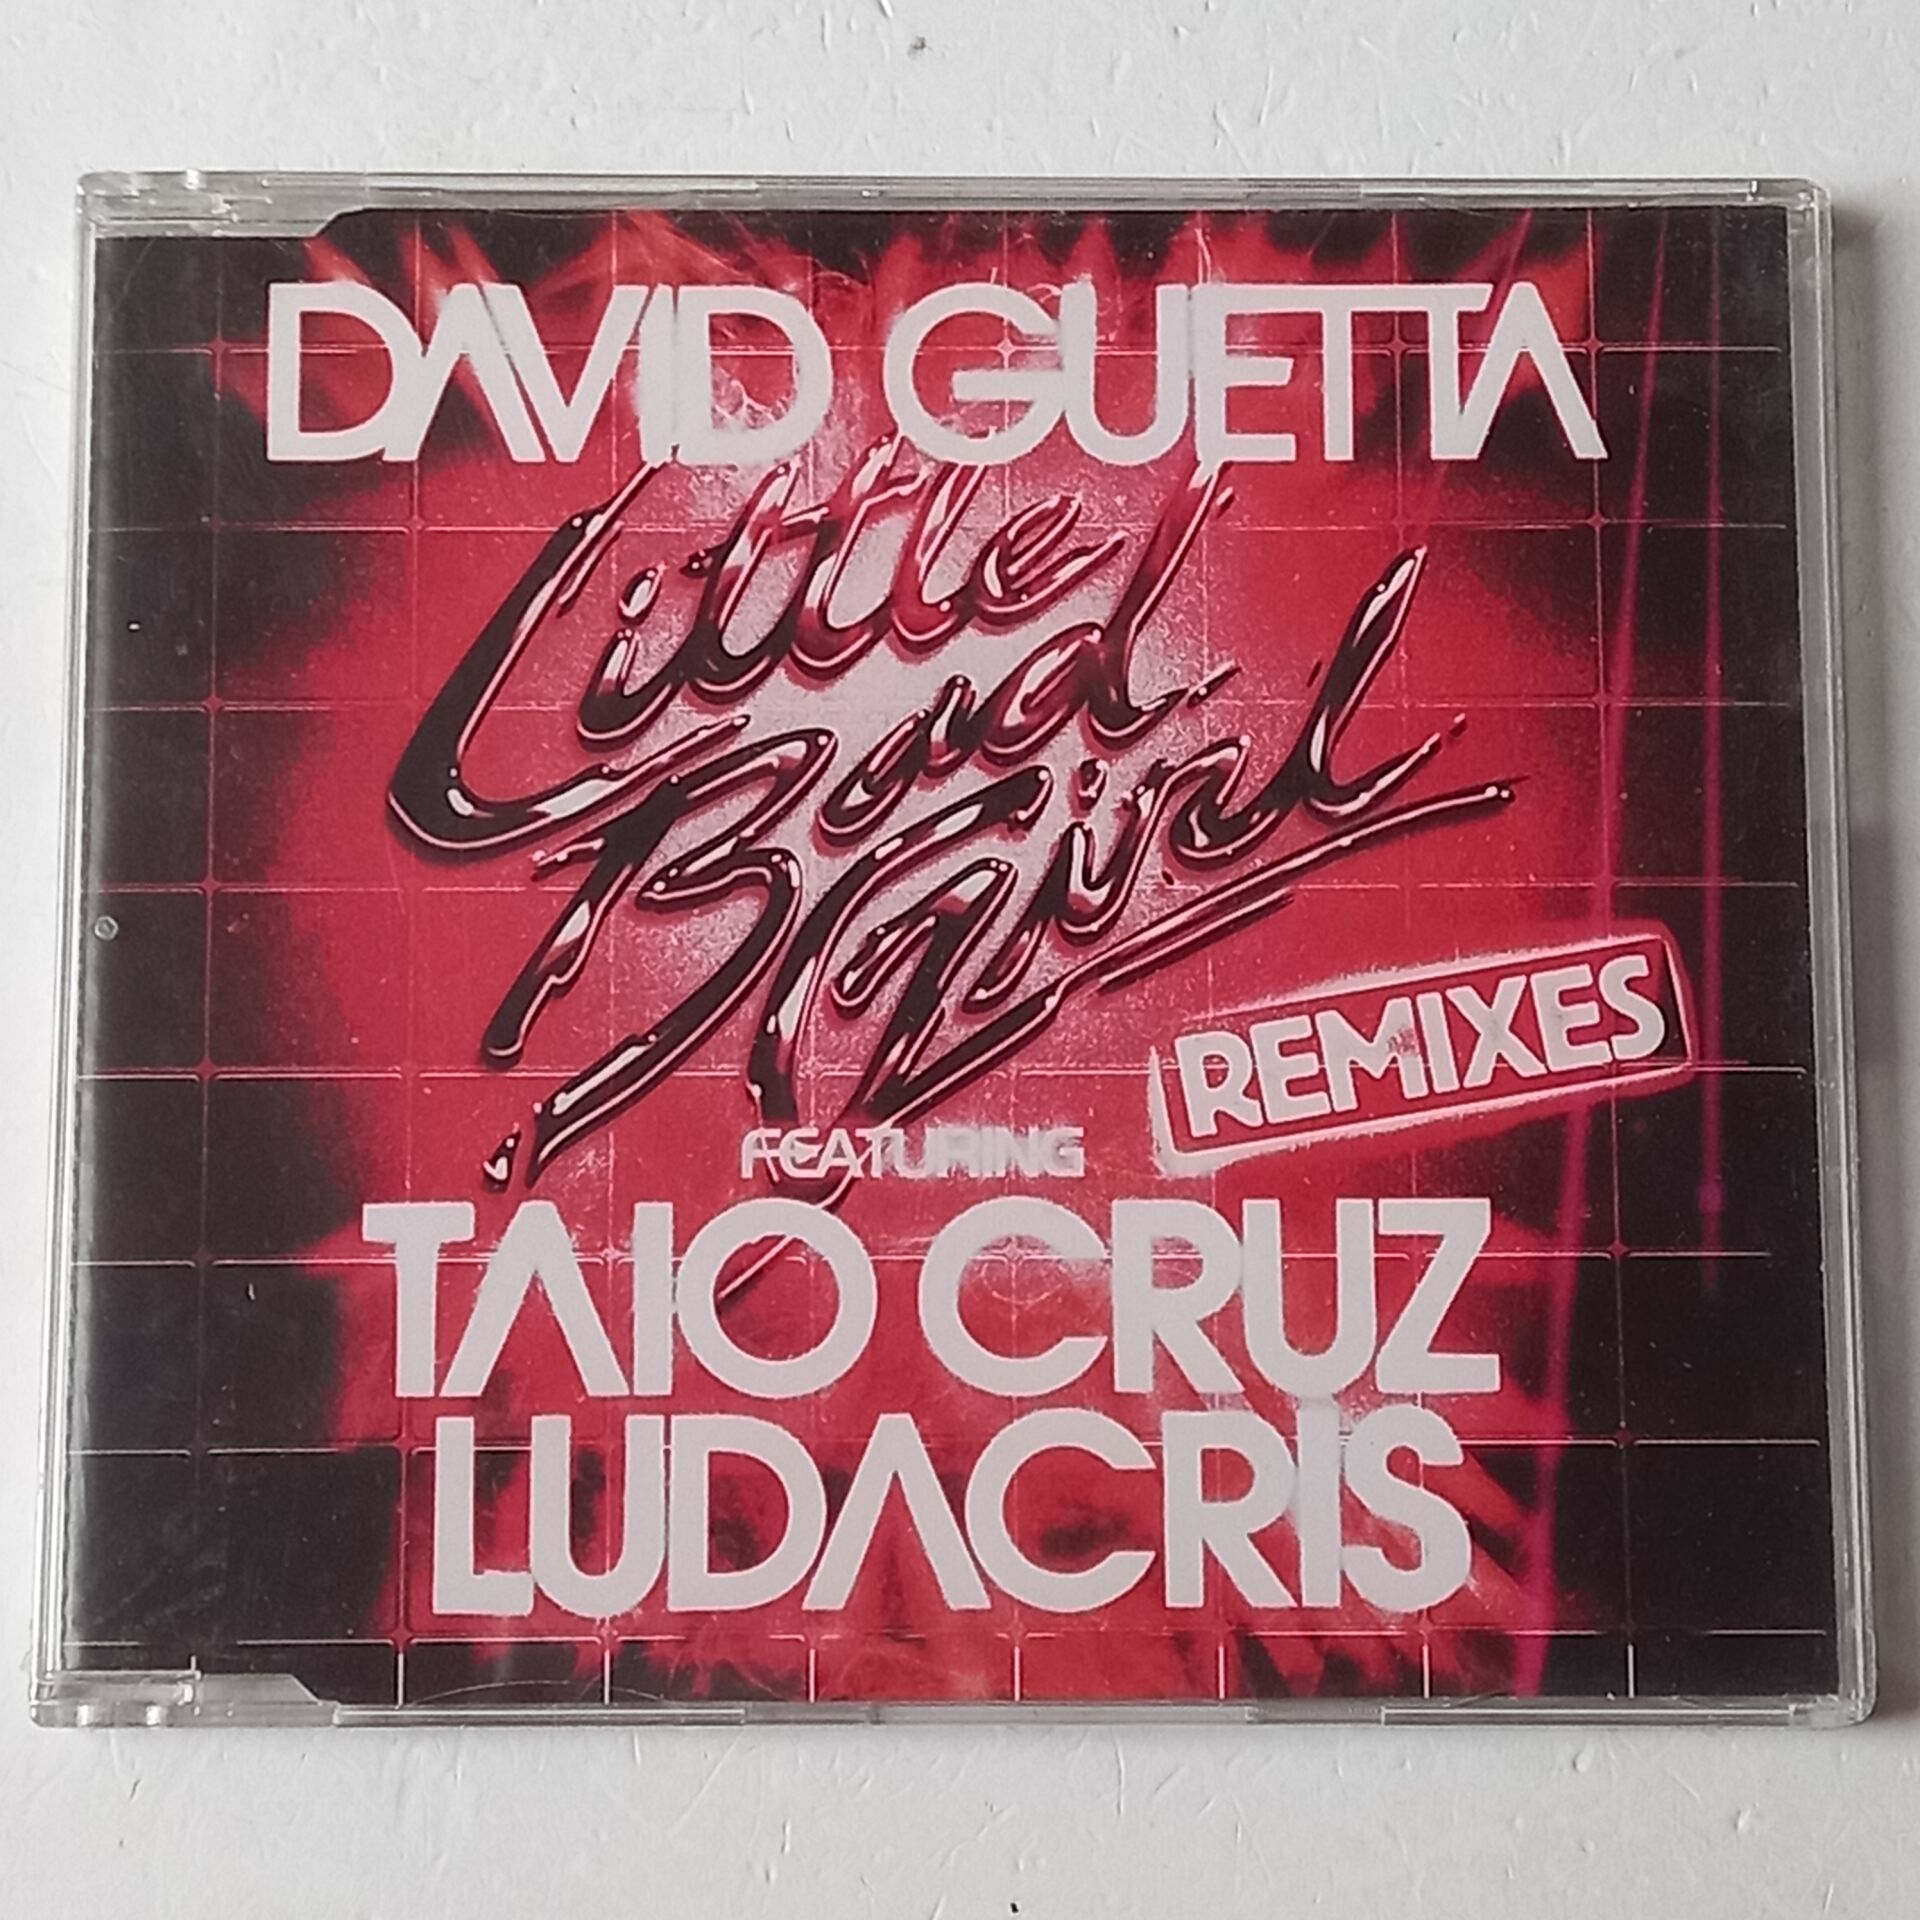 DAVID GUETTA
Little
Bad
Girl
REMIXES
FEATURING
TAIO CRUZ
LUDACRIS